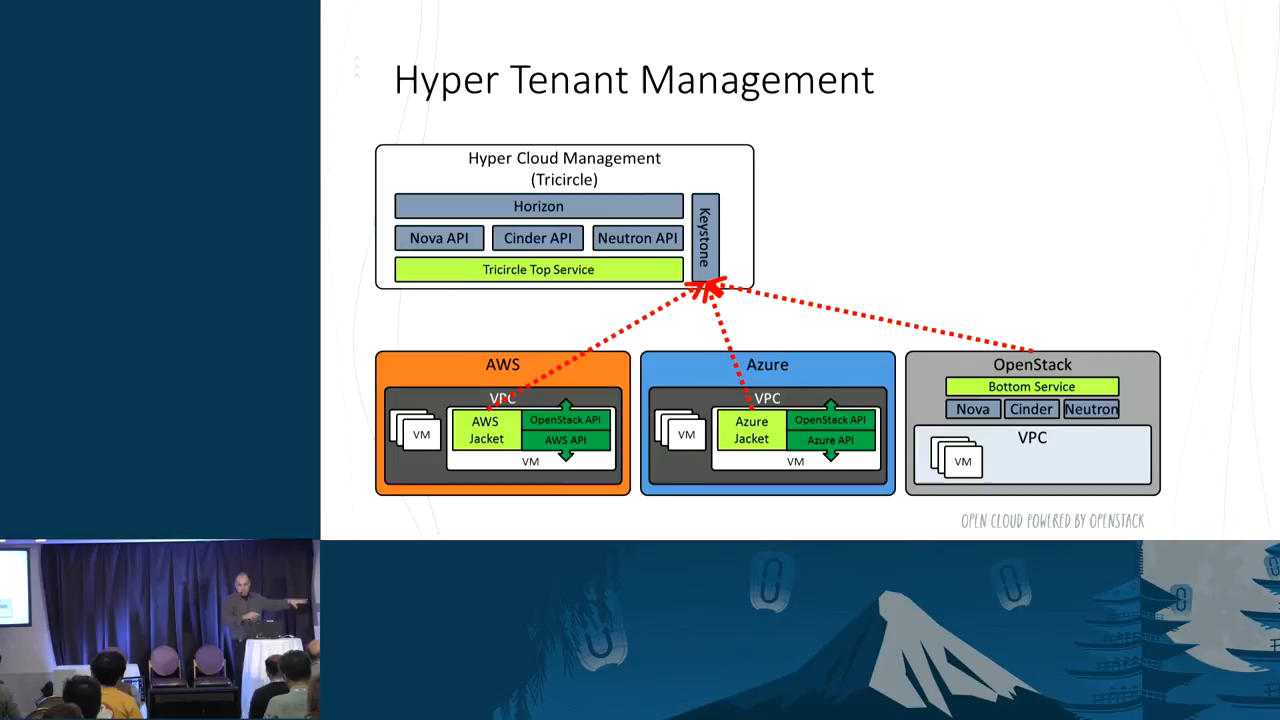 Hyper Tenant Management
Hyper Cloud Management
(Tricircle)
Horizon
Keystone
Nova API
Cinder API
Neutron API
Tricircle Top Service
AWS
VPC
VM
AWS
Jacket
OpenStack API
AWS API
VM
Azure
VPC
VM
Azure
Jacket
OpenStack API
Azure API
VM
OpenStack
Bottom Service
Nova
Cinder
Neutron
VPC
VM
OPEN CLOUD POWERED BY OPENSTACK